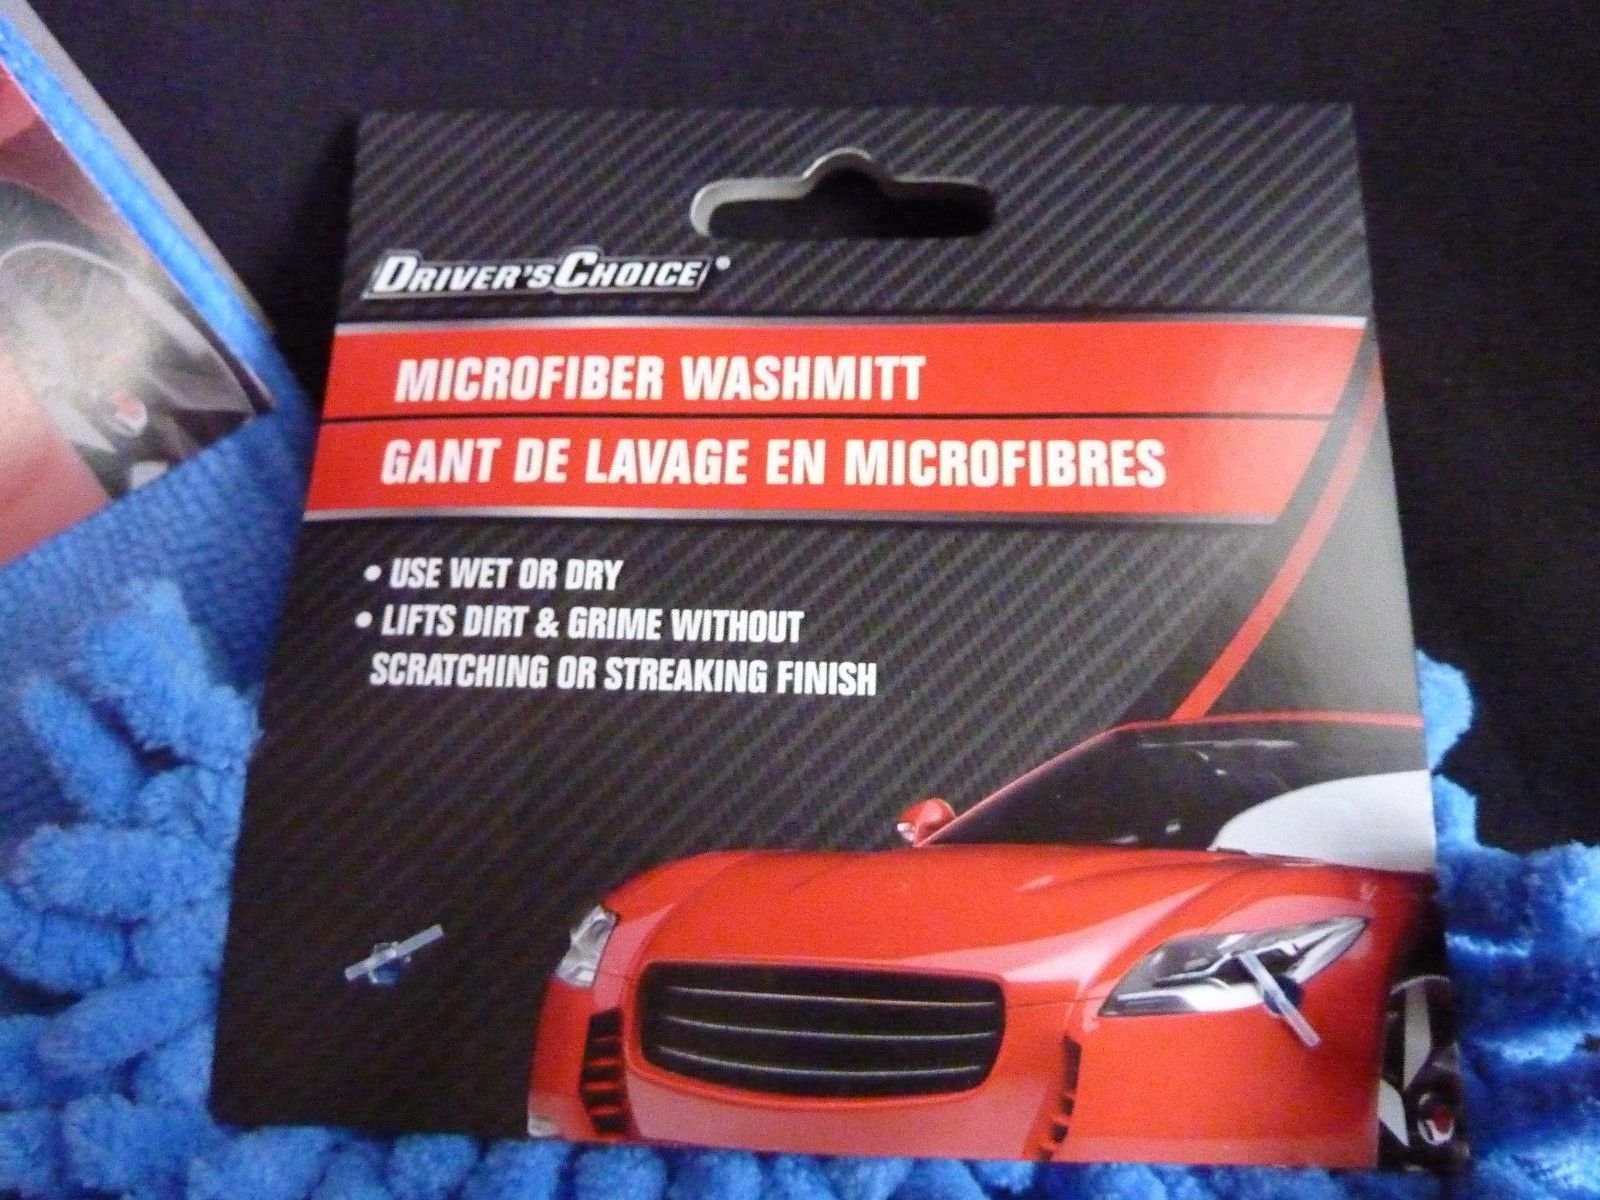 DRIVER'S CHOICE®
MICROFIBER WASHMITT
GANT DE LAVAGE EN MICROFIBRES
• USE WET OR DRY
• LIFTS DIRT & GRIME WITHOUT
SCRATCHING OR STREAKING FINISH